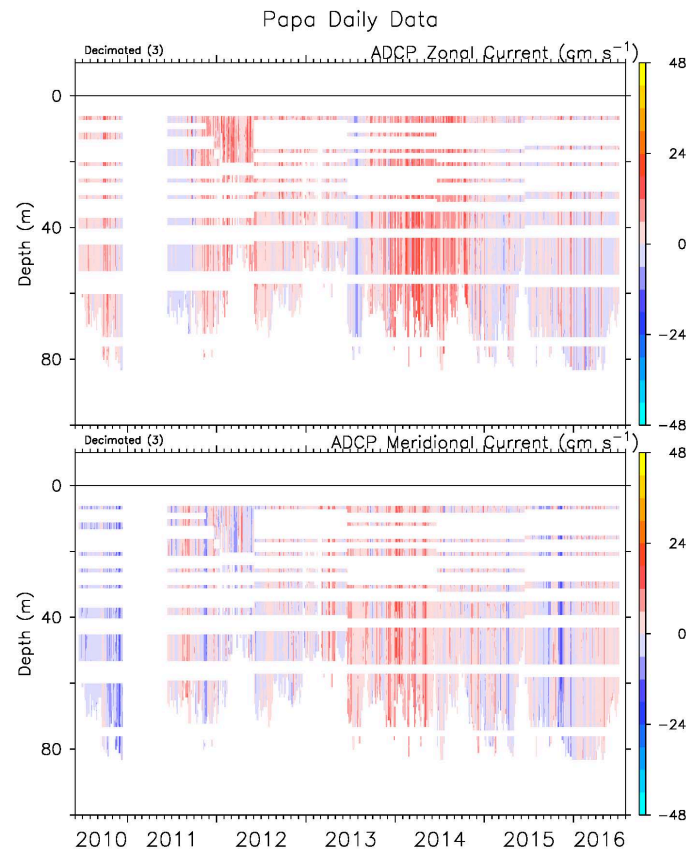 Papa Daily Data
Decimated (3)
ADCP Zonal Current (cm s⁻¹)
48
24
0
−24
−48
0
40
80
Depth (m)
Decimated (3)
ADCP Meridional Current (cm s⁻¹)
48
24
0
−24
−48
0
40
80
Depth (m)
2010 2011 2012 2013 2014 2015 2016